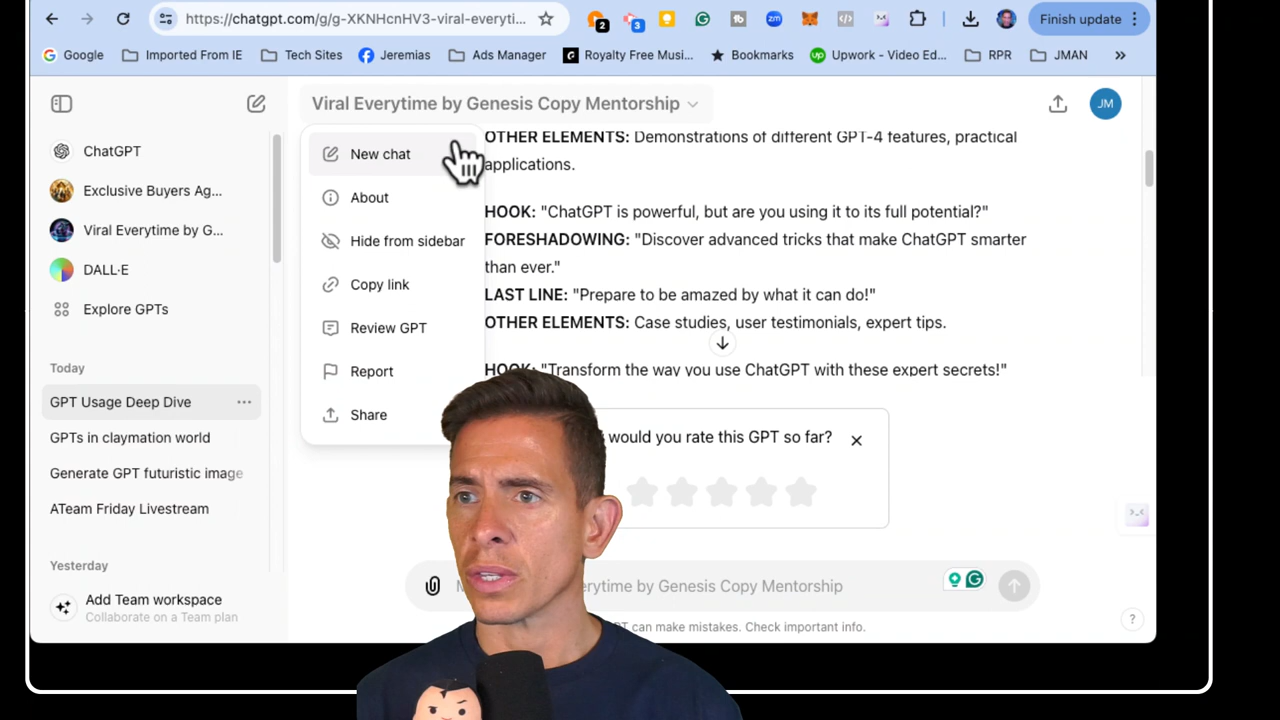 https://chatgpt.com/g/g-XKNHcnHV3-viral-everyti...
2
3
tb
zm
Finish update
Google
Imported From IE
Tech Sites
Jeremias
Ads Manager
Royalty Free Musi...
Bookmarks
up
Upwork - Video Ed...
RPR
JMAN
»
Viral Everytime by Genesis Copy Mentorship
JM
ChatGPT
Exclusive Buyers Ag...
Viral Everytime by G...
DALL·E
Explore GPTs
Today
GPT Usage Deep Dive
GPTs in claymation world
Generate GPT futuristic image
ATeam Friday Livestream
Yesterday
Add Team workspace
Collaborate on a Team plan
New chat
About
Hide from sidebar
Copy link
Review GPT
Report
Share
OTHER ELEMENTS: Demonstrations of different GPT-4 features, practical
applications.
HOOK: "ChatGPT is powerful, but are you using it to its full potential?"
FORESHADOWING: "Discover advanced tricks that make ChatGPT smarter
than ever."
LAST LINE: "Prepare to be amazed by what it can do!"
OTHER ELEMENTS: Case studies, user testimonials, expert tips.
HOOK: "Transform the way you use ChatGPT with these expert secrets!"
would you rate this GPT so far?
erytime by Genesis Copy Mentorship
PT can make mistakes. Check important info.
?